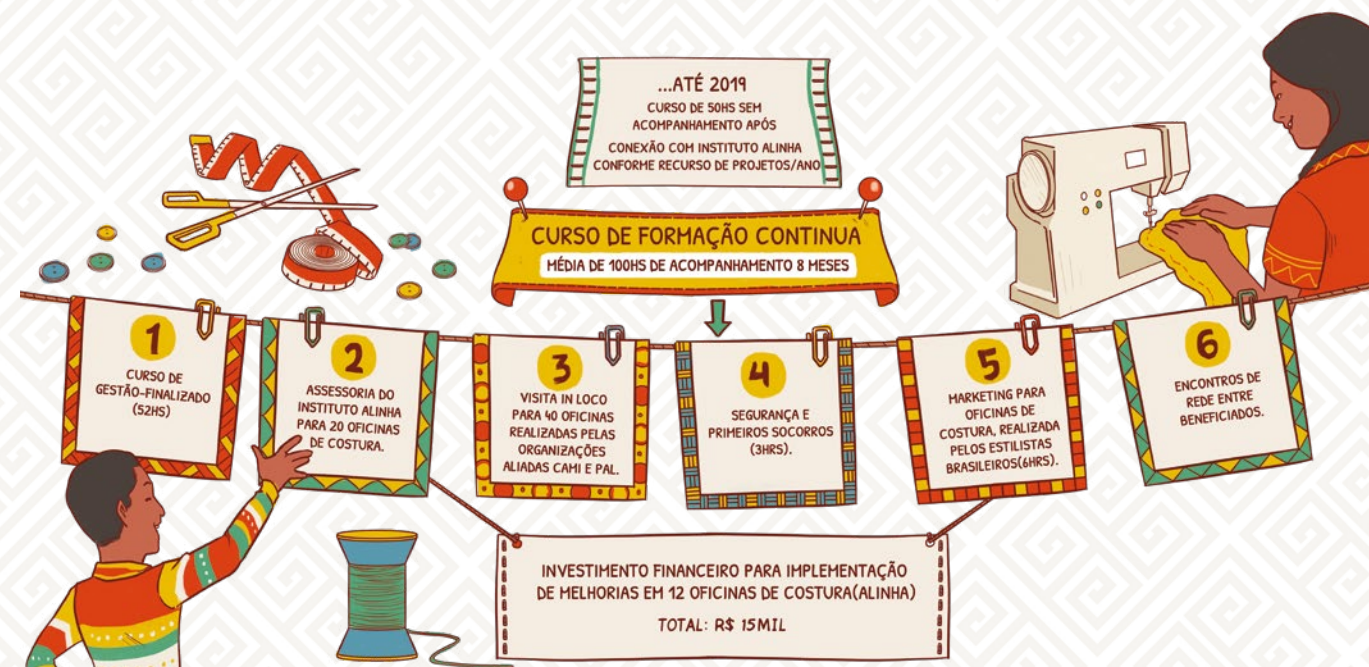 ...ATÉ 2019
CURSO DE 50HS SEM
ACOMPANHAMENTO APÓS
CONEXÃO COM INSTITUTO ALINHA
CONFORME RECURSO DE PROJETOS/ANO
CURSO DE FORMAÇÃO CONTINUA
MÉDIA DE 100HS DE ACOMPANHAMENTO 8 MESES
1
CURSO DE
GESTÃO-FINALIZADO
(52HS)
2
ASSESSORIA DO
INSTITUTO ALINHA
PARA 20 OFICINAS
DE COSTURA.
3
VISITA IN LOCO
PARA 40 OFICINAS
REALIZADAS PELAS
ORGANIZAÇÕES
ALIADAS CAMI E PAL.
4
SEGURANÇA E
PRIMEIROS SOCORROS
(3HRS).
5
MARKETING PARA
OFICINAS DE
COSTURA, REALIZADA
PELOS ESTILISTAS
BRASILEIROS(6HRS).
6
ENCONTROS DE
REDE ENTRE
BENEFICIADOS.
INVESTIMENTO FINANCEIRO PARA IMPLEMENTAÇÃO
DE MELHORIAS EM 12 OFICINAS DE COSTURA(ALINHA)
TOTAL: R$ 15MIL